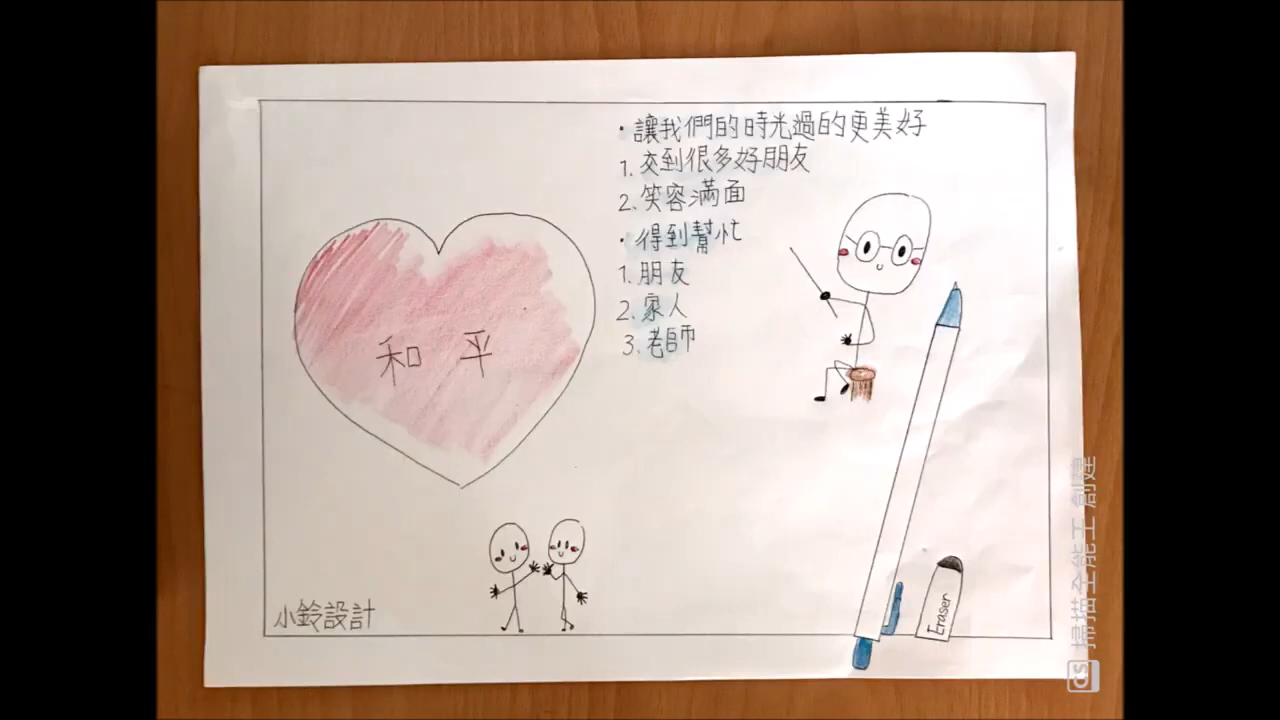 ・讓我們的時光過的更美好
1. 交到很多好朋友
2. 笑容滿面
・得到幫忙
1. 朋友
2. 家人
3. 老師
和平
小鈴設計
Eraser
CS 掃描全能王 創建